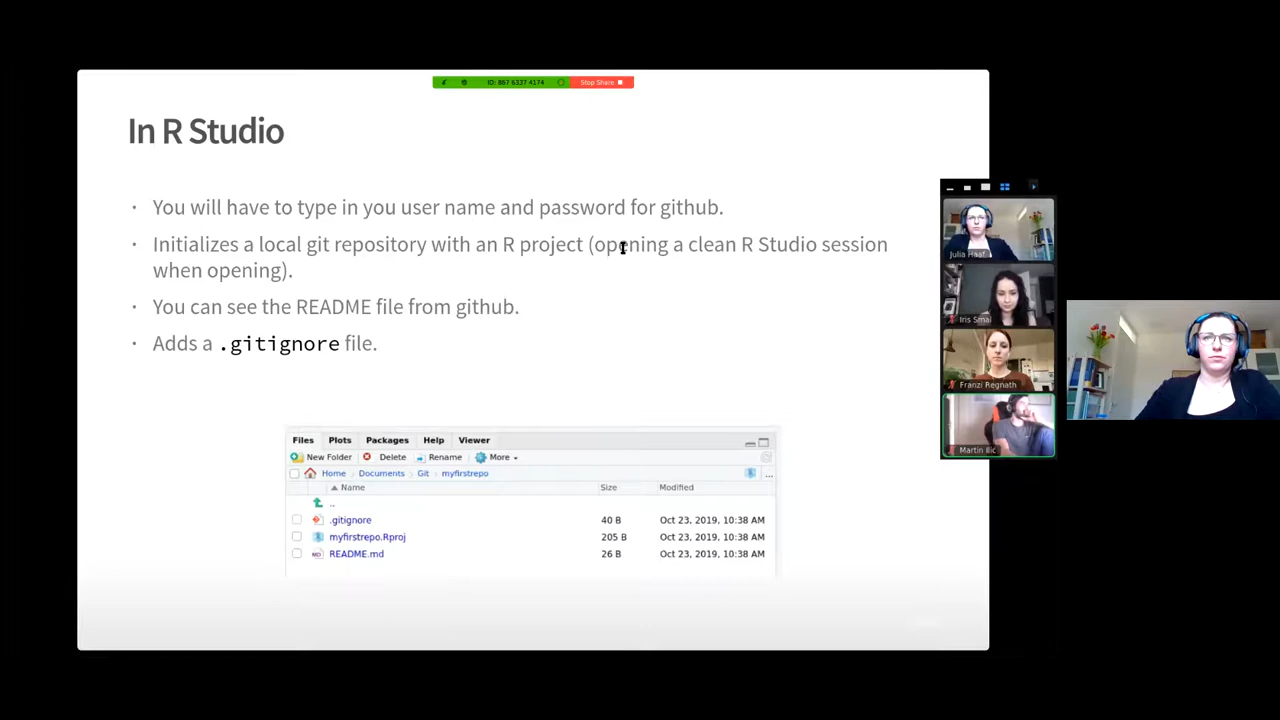 ID: 867 6337 4174 Stop Share
In R Studio
· You will have to type in you user name and password for github.
· Initializes a local git repository with an R project (opening a clean R Studio session
when opening).
· You can see the README file from github.
· Adds a .gitignore file.
Files Plots Packages Help Viewer
New Folder Delete Rename More
Home Documents Git myfirstrepo ...
Name Size Modified
..
.gitignore 40 B Oct 23, 2019, 10:38 AM
myfirstrepo.Rproj 205 B Oct 23, 2019, 10:38 AM
README.md 26 B Oct 23, 2019, 10:38 AM
Julia Haaf
Iris Smal
Franzi Regnath
Martin Ilic